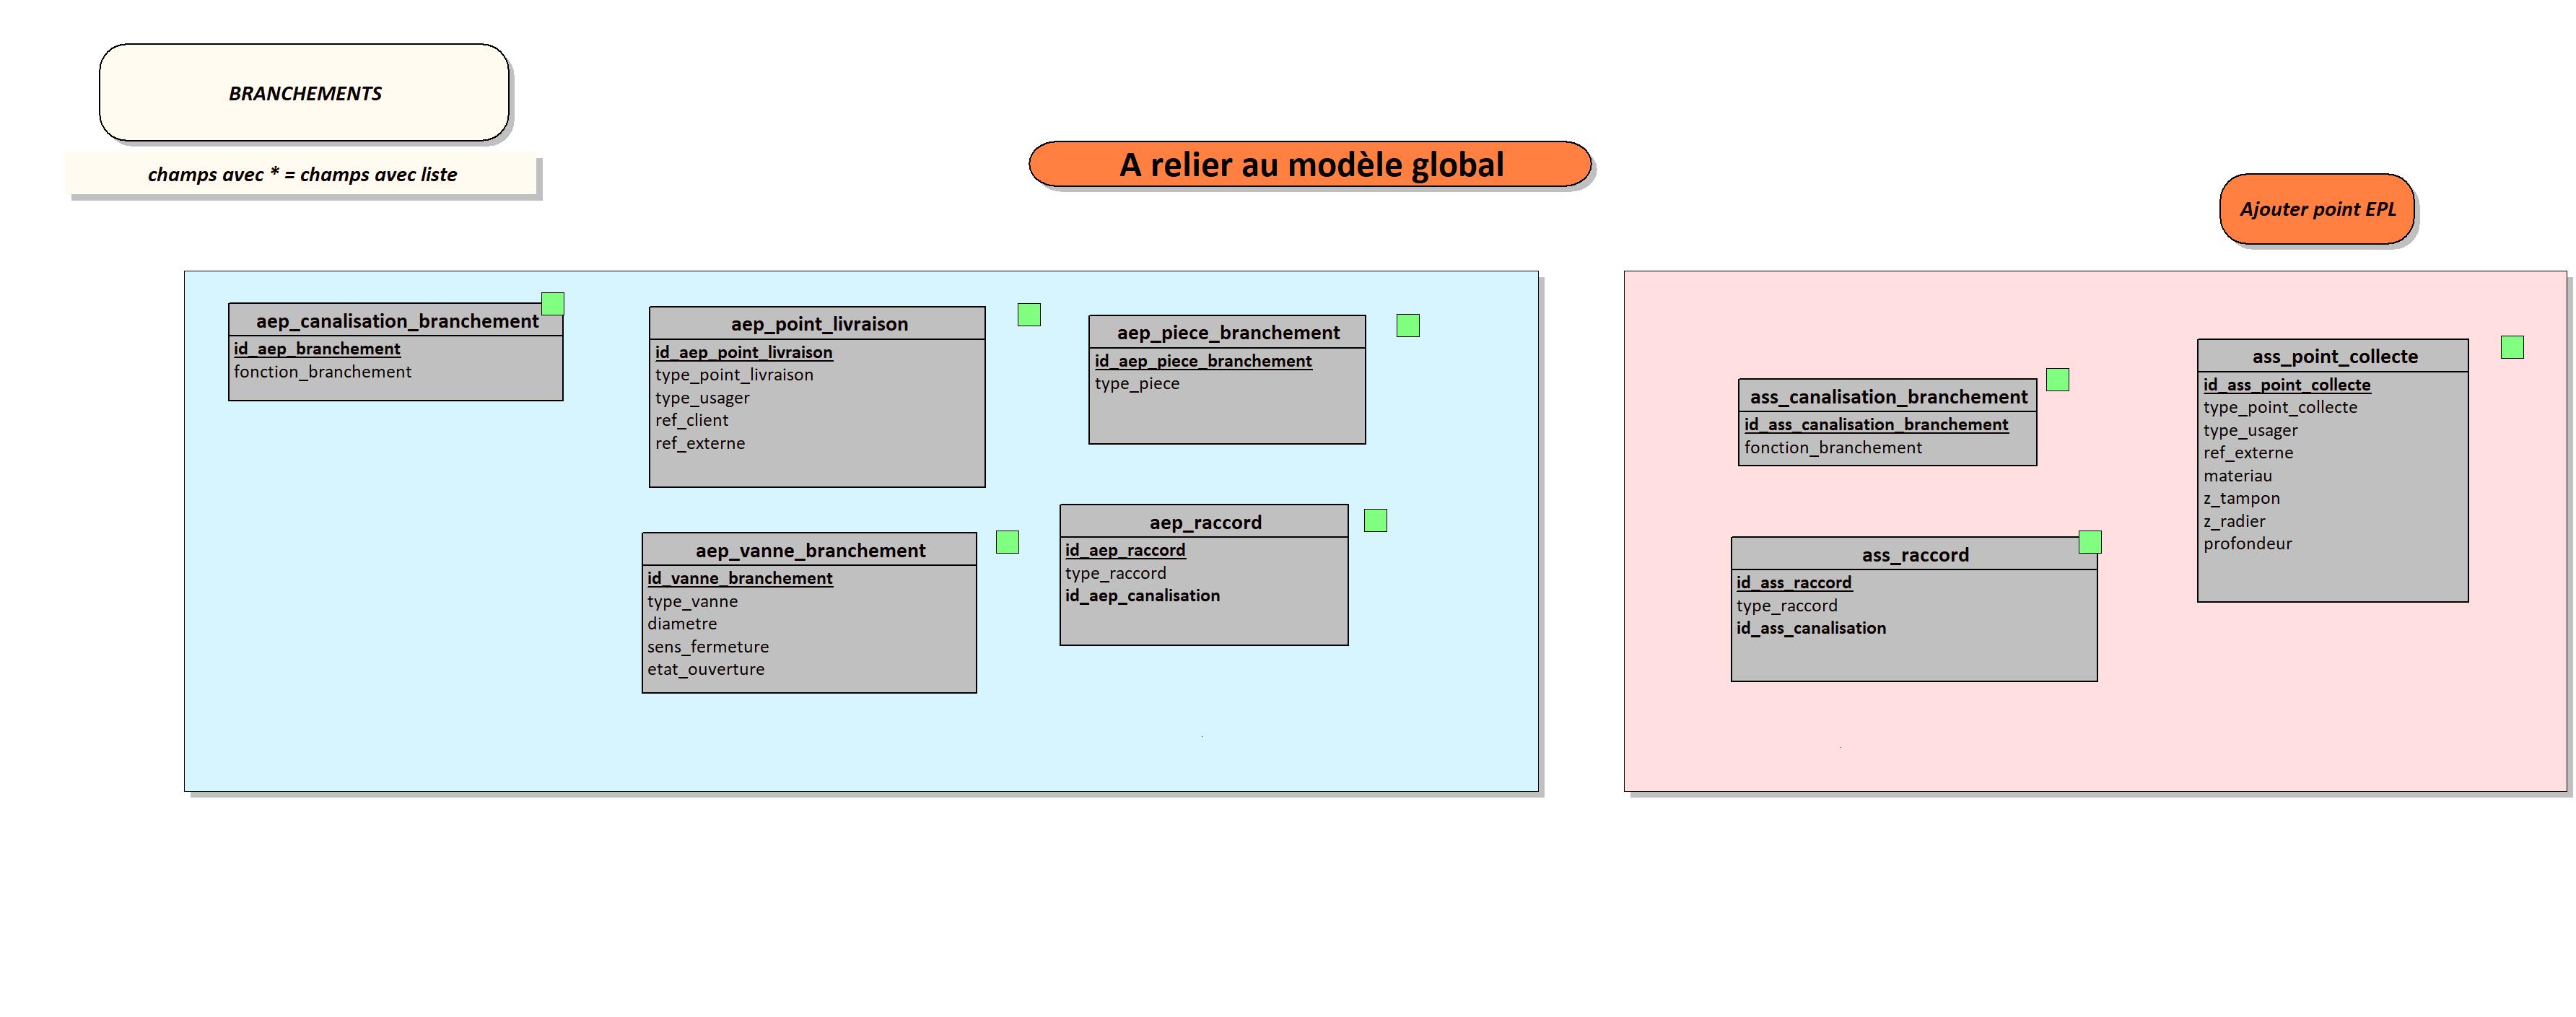 BRANCHEMENTS
champs avec * = champs avec liste
A relier au modèle global
Ajouter point EPL
aep_canalisation_branchement
id_aep_branchement
fonction_branchement
aep_point_livraison
id_aep_point_livraison
type_point_livraison
type_usager
ref_client
ref_externe
aep_piece_branchement
id_aep_piece_branchement
type_piece
aep_vanne_branchement
id_vanne_branchement
type_vanne
diametre
sens_fermeture
etat_ouverture
aep_raccord
id_aep_raccord
type_raccord
id_aep_canalisation
ass_canalisation_branchement
id_ass_canalisation_branchement
fonction_branchement
ass_raccord
id_ass_raccord
type_raccord
id_ass_canalisation
ass_point_collecte
id_ass_point_collecte
type_point_collecte
type_usager
ref_externe
materiau
z_tampon
z_radier
profondeur